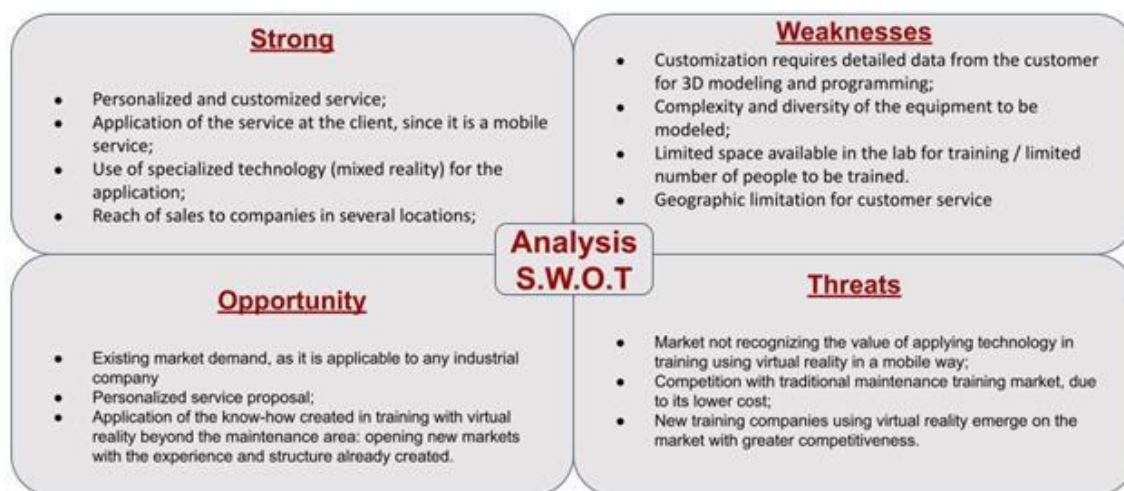 Strong
● Personalized and customized service;
● Application of the service at the client, since it is a mobile
service;
● Use of specialized technology (mixed reality) for the
application;
● Reach of sales to companies in several locations;
Weaknesses
● Customization requires detailed data from the customer
for 3D modeling and programming;
● Complexity and diversity of the equipment to be
modeled;
● Limited space available in the lab for training / limited
number of people to be trained.
● Geographic limitation for customer service
Analysis
S.W.O.T
Opportunity
● Existing market demand, as it is applicable to any industrial
company
● Personalized service proposal;
● Application of the know-how created in training with virtual
reality beyond the maintenance area: opening new markets
with the experience and structure already created.
Threats
● Market not recognizing the value of applying technology in
training using virtual reality in a mobile way;
● Competition with traditional maintenance training market, due
to its lower cost;
● New training companies using virtual reality emerge on the
market with greater competitiveness.